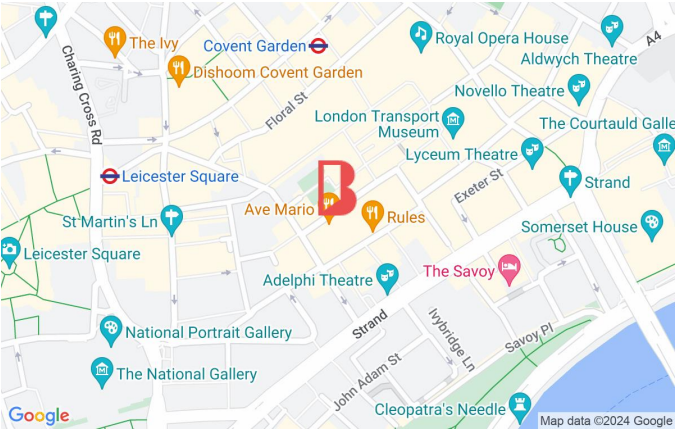 The Ivy
Covent Garden
Royal Opera House
A4
Aldwych Theatre
Dishoom Covent Garden
Charing Cross Rd
Floral St
Novello Theatre
London Transport
Museum
The Courtauld Galle
Lyceum Theatre
Leicester Square
Exeter St
Strand
B
Ave Mario
Rules
St Martin's Ln
Somerset House
Leicester Square
The Savoy
Adelphi Theatre
National Portrait Gallery
Strand
Ivybridge Ln
Savoy Pl
The National Gallery
John Adam St
Cleopatra's Needle
Google
Map data ©2024 Google